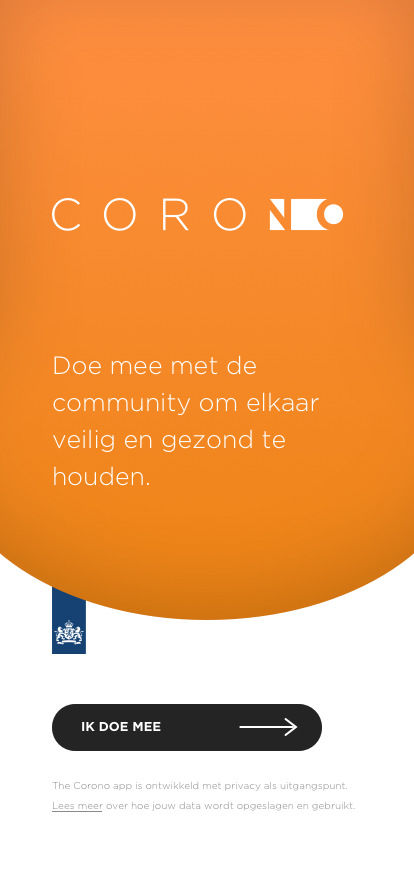 CORONO
Doe mee met de
community om elkaar
veilig en gezond te
houden.
IK DOE MEE
The Corono app is ontwikkeld met privacy als uitgangspunt.
Lees meer over hoe jouw data wordt opgeslagen en gebruikt.